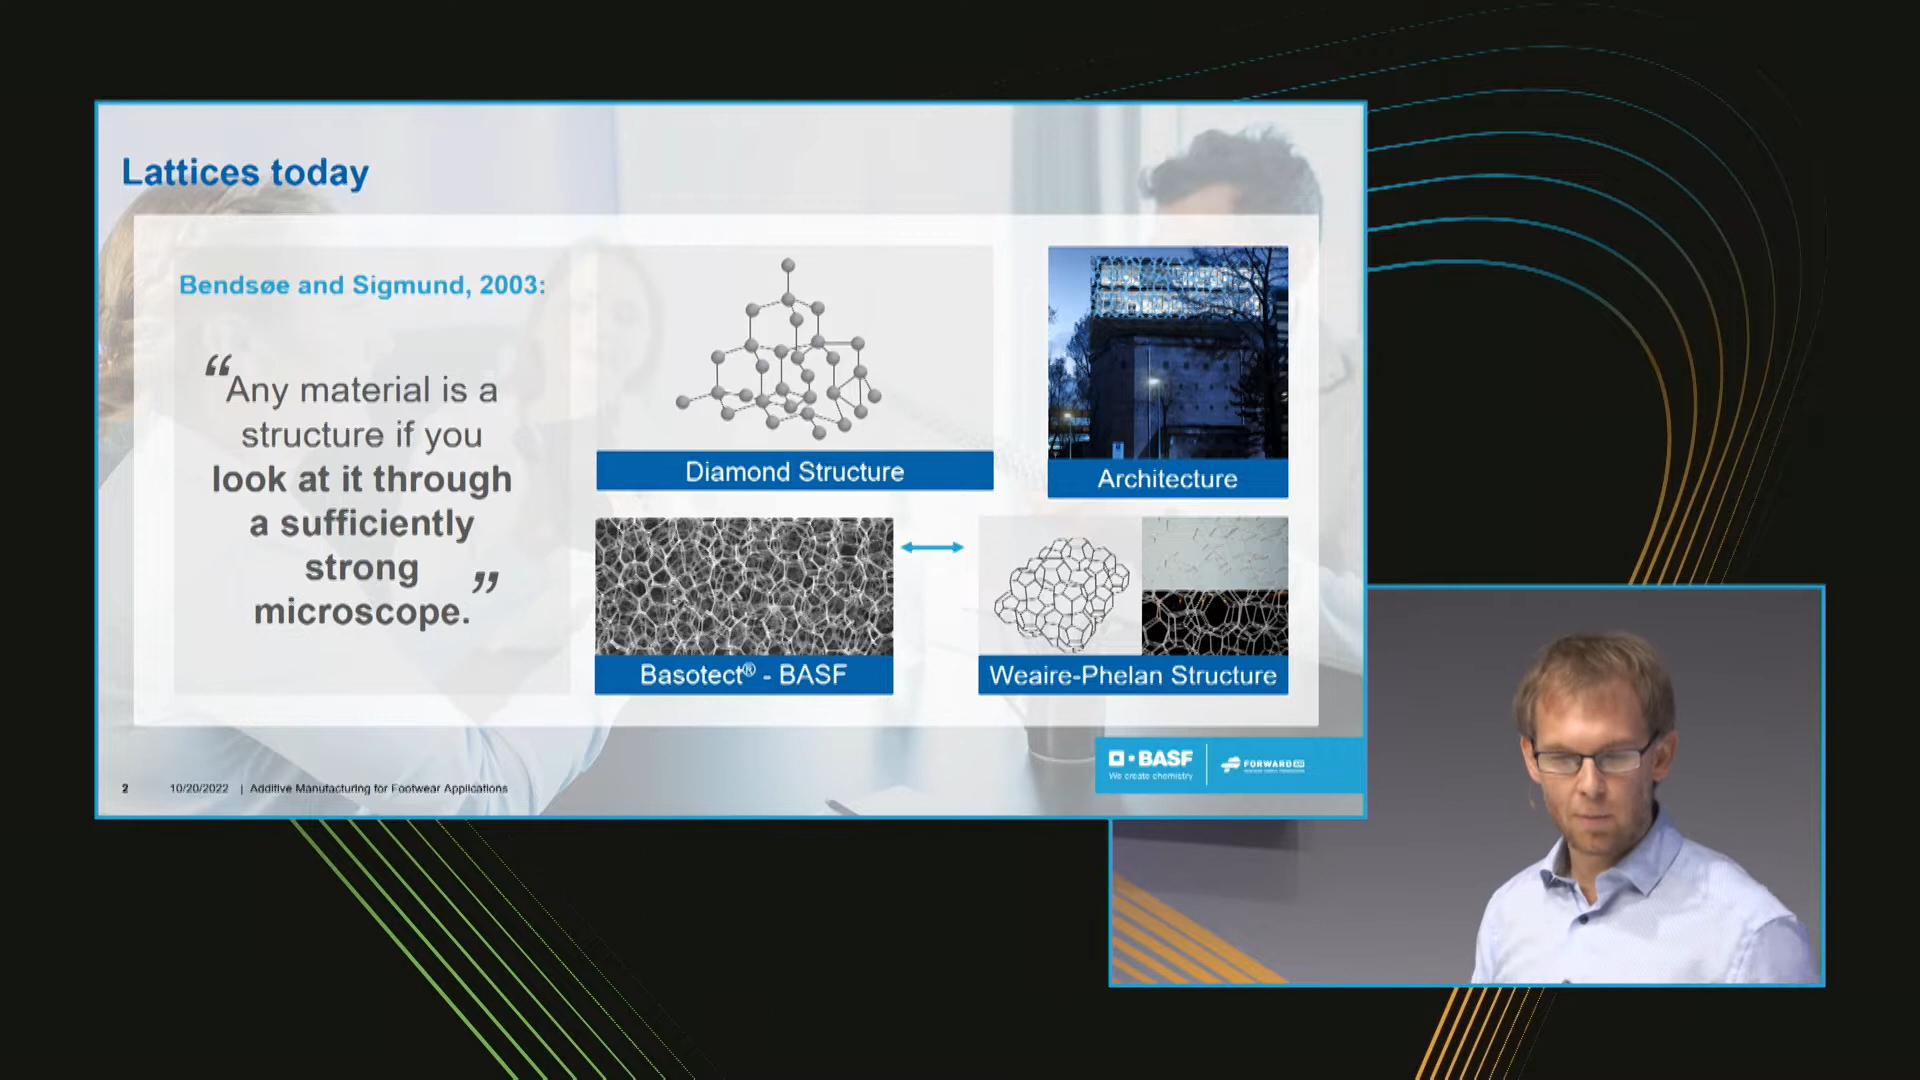 Lattices today
Bendsøe and Sigmund, 2003:
“Any material is a
structure if you
look at it through
a sufficiently
strong
microscope.”
Diamond Structure
Architecture
Basotect® - BASF
Weaire-Phelan Structure
2 10/20/2022 | Additive Manufacturing for Footwear Applications
BASF
We create chemistry
FORWARD AM